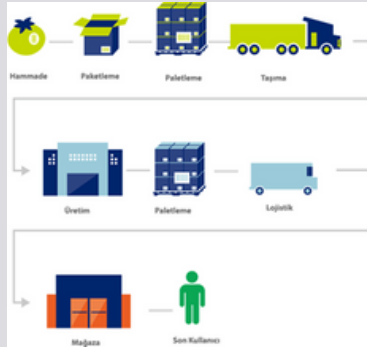 Hammade
Paketleme
Paletleme
Taşıma
Üretim
Paletleme
Lojistik
Mağaza
Son Kullanıcı